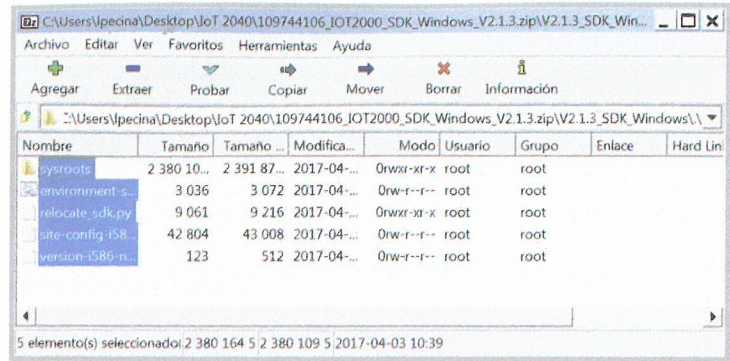 C:\Users\lpecina\Desktop\IoT 2040\109744106_IOT2000_SDK_Windows_V2.1.3.zip\V2.1.3_SDK_Win...
Archivo Editar Ver Favoritos Herramientas Ayuda
Agregar Extraer Probar Copiar Mover Borrar Información
:\Users\lpecina\Desktop\IoT 2040\109744106_IOT2000_SDK_Windows_V2.1.3.zip\V2.1.3_SDK_Windows\
Nombre Tamaño Tamaño ... Modifica... Modo Usuario Grupo Enlace Hard Lin
sysroots 2 380 10... 2 391 87... 2017-04-... 0rwxr-xr-x root root
environment-s... 3 036 3 072 2017-04-... 0rw-r--r-- root root
relocate_sdk.py 9 061 9 216 2017-04-... 0rwxr-xr-x root root
site-config-i58... 42 804 43 008 2017-04-... 0rw-r--r-- root root
version-i586-n... 123 512 2017-04-... 0rw-r--r-- root root
5 elemento(s) seleccionado( 2 380 164 5 2 380 109 5 2017-04-03 10:39